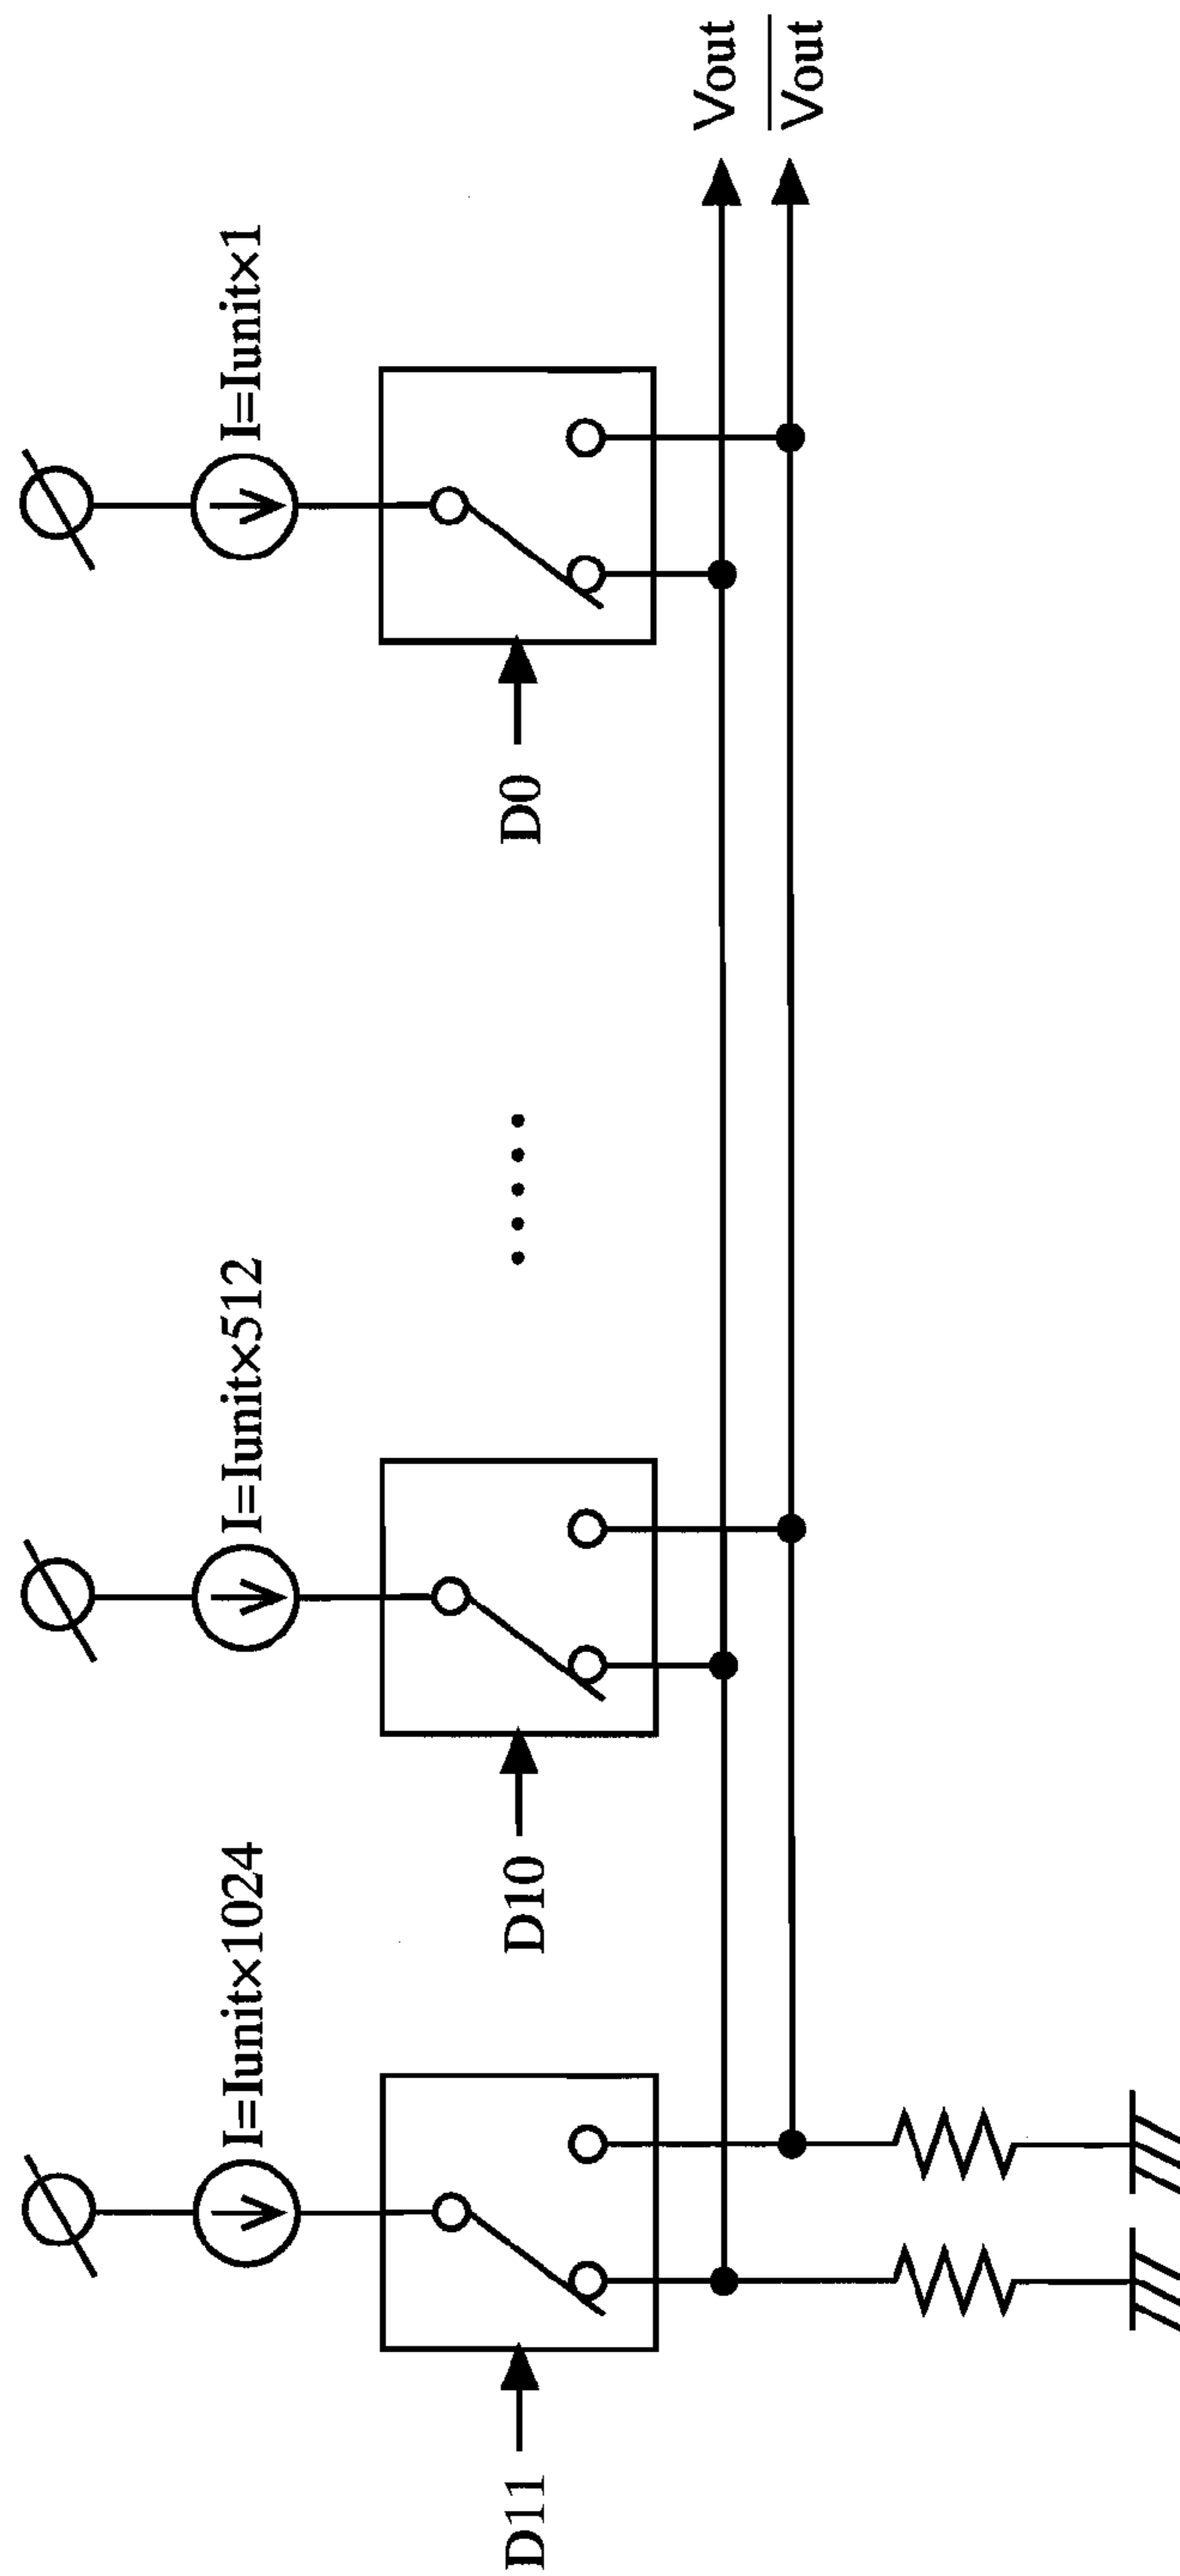 I=Iunit×1024
I=Iunit×512
I=Iunit×1
D11
D10
.....
D0
Vout
Vout